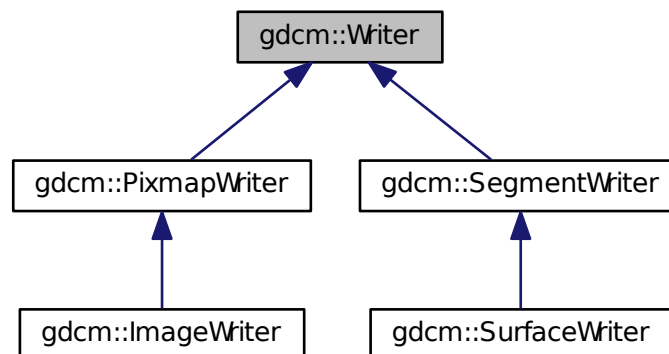 gdcm::Writer
gdcm::PixmapWriter
gdcm::SegmentWriter
gdcm::ImageWriter
gdcm::SurfaceWriter